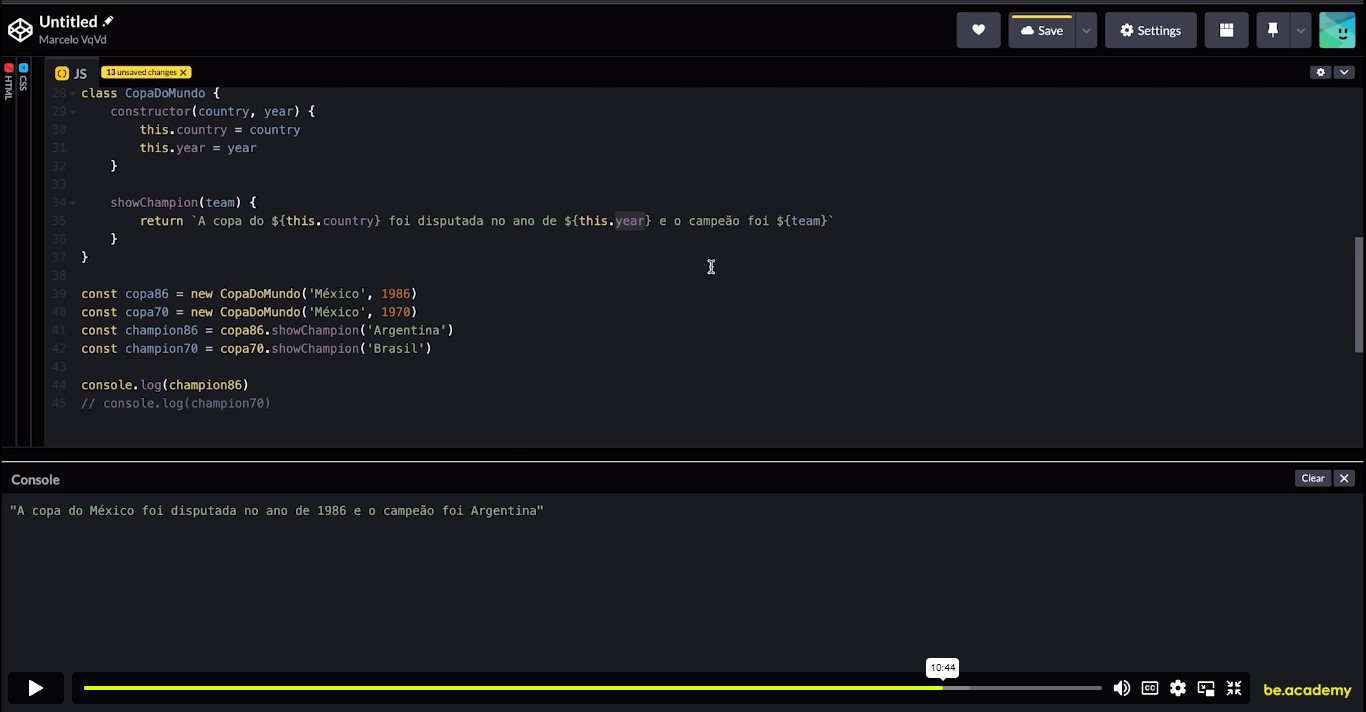 Untitled
Marcelo VqVd
Save
Settings
HTML
CSS
JS
13 unsaved changes X
28 class CopaDoMundo {
29     constructor(country, year) {
30         this.country = country
31         this.year = year
32     }
33
34     showChampion(team) {
35         return `A copa do ${this.country} foi disputada no ano de ${this.year} e o campeão foi ${team}`
36     }
37 }
38
39 const copa86 = new CopaDoMundo('México', 1986)
40 const copa70 = new CopaDoMundo('México', 1970)
41 const champion86 = copa86.showChampion('Argentina')
42 const champion70 = copa70.showChampion('Brasil')
43
44 console.log(champion86)
45 // console.log(champion70)
Console
Clear X
"A copa do México foi disputada no ano de 1986 e o campeão foi Argentina"
10:44
CC
be.academy